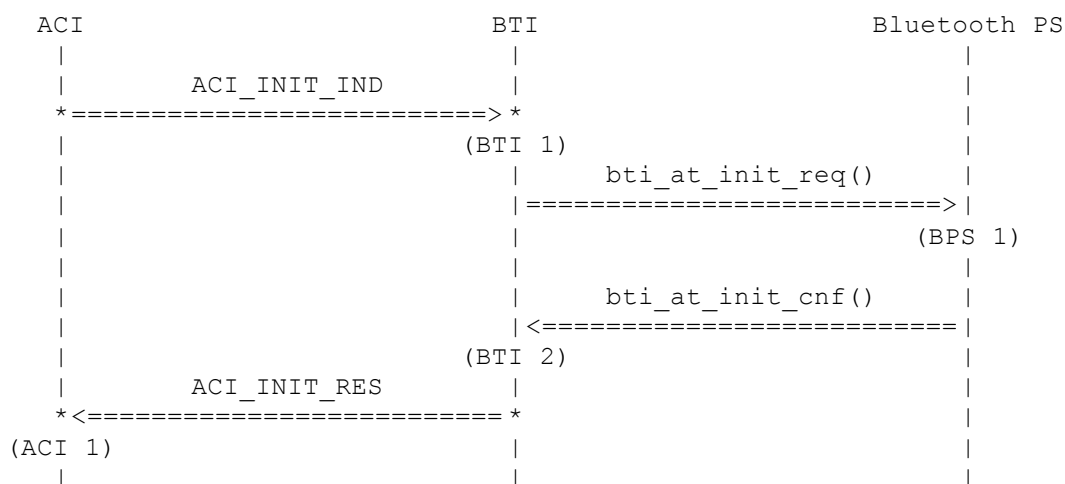 ACI BTI Bluetooth PS
ACI_INIT_IND
(BTI 1)
bti_at_init_req()
(BPS 1)
bti_at_init_cnf()
(BTI 2)
ACI_INIT_RES
(ACI 1)